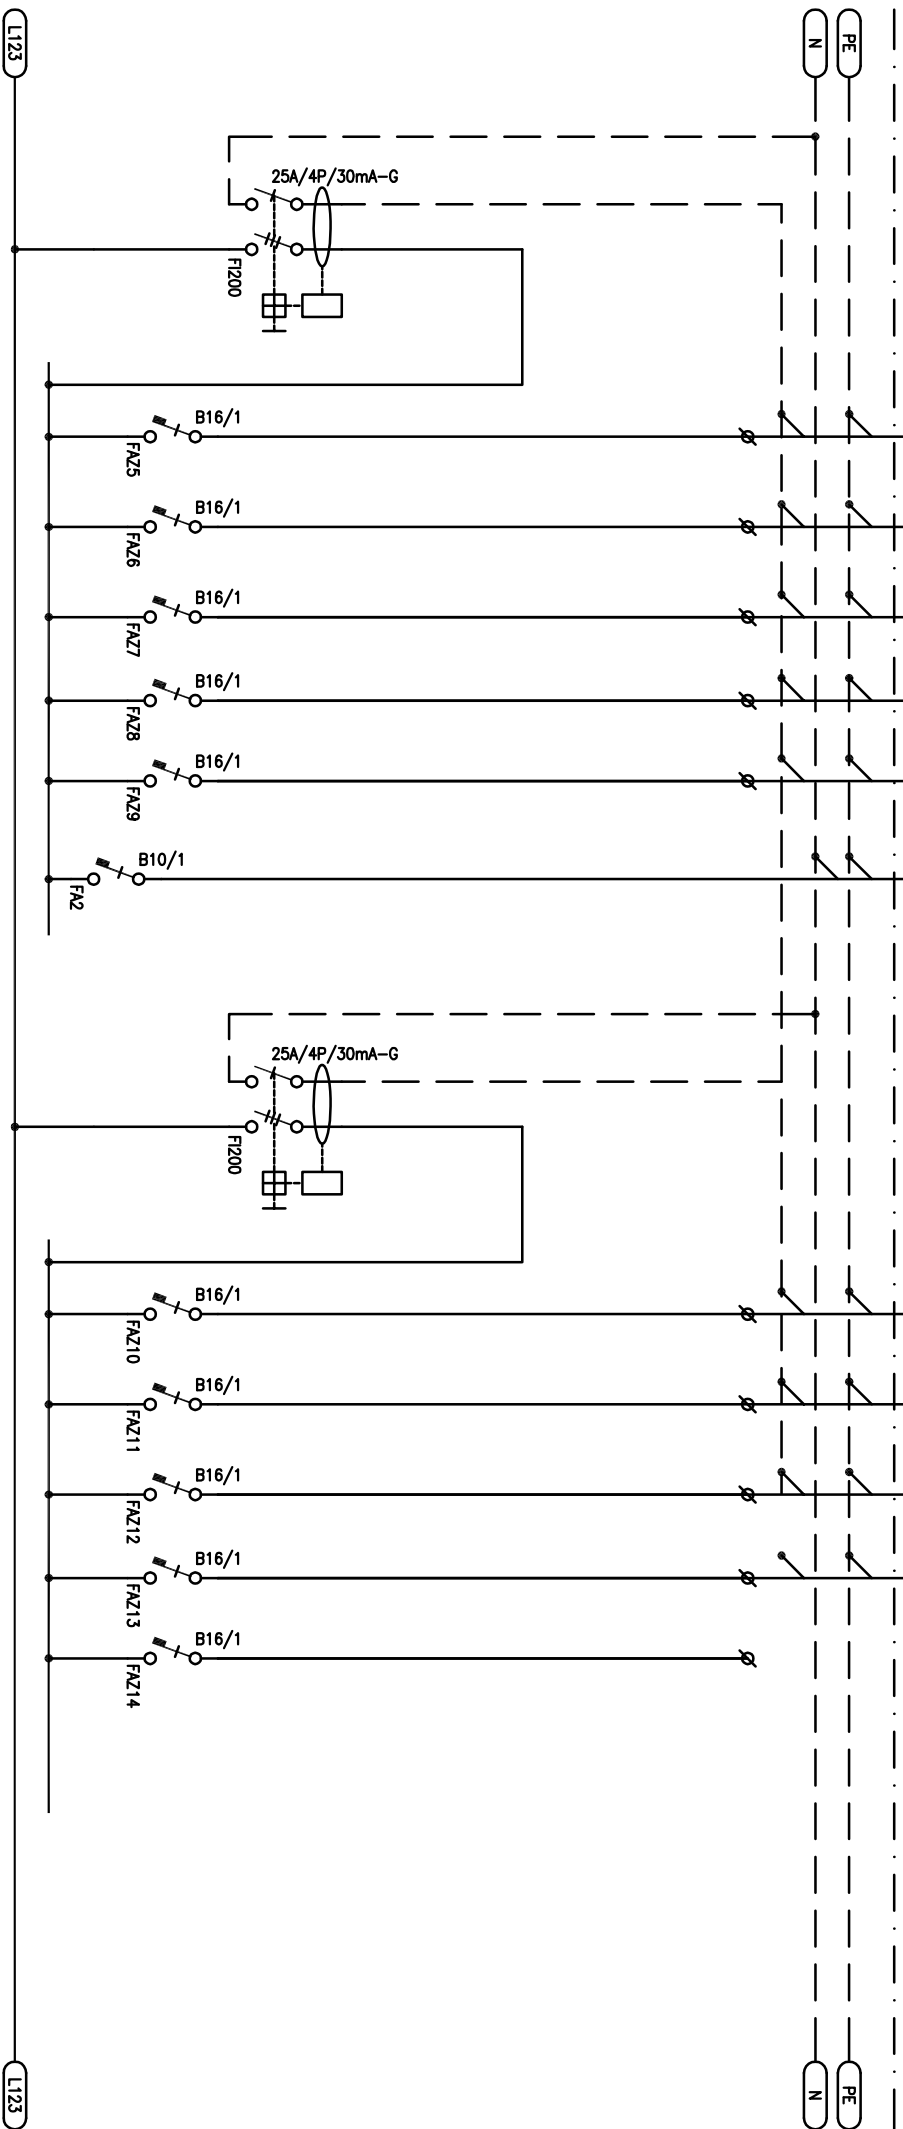 L123
N
PE
25A/4P/30mA-G
FI200
B16/1
FAZ5
B16/1
FAZ6
B16/1
FAZ7
B16/1
FAZ8
B16/1
FAZ9
B10/1
FA2
25A/4P/30mA-G
FI200
B16/1
FAZ10
B16/1
FAZ11
B16/1
FAZ12
B16/1
FAZ13
B16/1
FAZ14
L123
N
PE